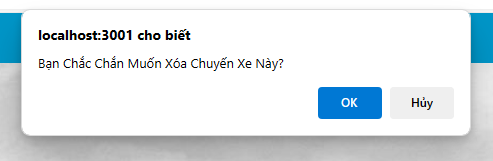 localhost:3001 cho biết
Bạn Chắc Chắn Muốn Xóa Chuyến Xe Này?
OK
Hủy